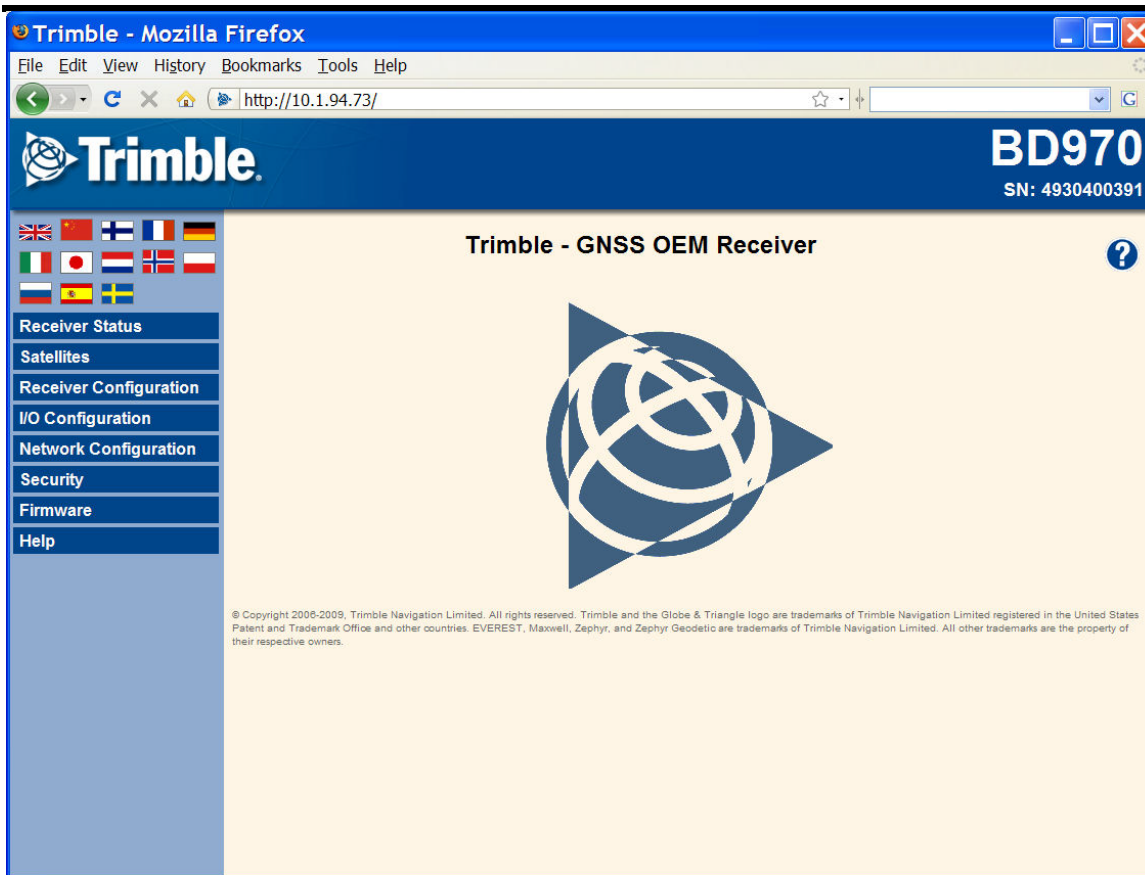 Trimble - Mozilla Firefox
File Edit View History Bookmarks Tools Help
http://10.1.94.73/
G
Trimble.
BD970
SN: 4930400391
Trimble - GNSS OEM Receiver
?
Receiver Status
Satellites
Receiver Configuration
I/O Configuration
Network Configuration
Security
Firmware
Help
© Copyright 2006-2009, Trimble Navigation Limited. All rights reserved. Trimble and the Globe & Triangle logo are trademarks of Trimble Navigation Limited registered in the United States
Patent and Trademark Office and other countries. EVEREST, Maxwell, Zephyr, and Zephyr Geodetic are trademarks of Trimble Navigation Limited. All other trademarks are the property of
their respective owners.